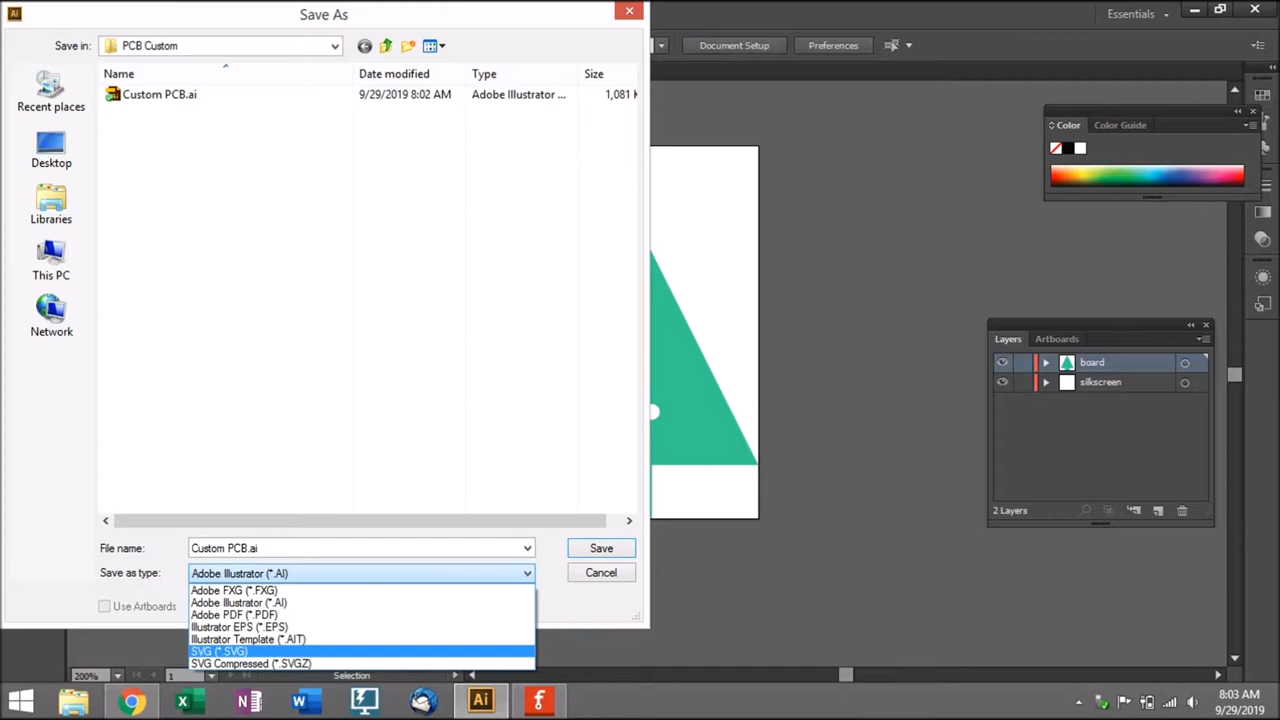 Save As
Essentials
Save in:
PCB Custom
Document Setup
Preferences
Name
Date modified
Type
Size
Custom PCB.ai
9/29/2019 8:02 AM
Adobe Illustrator ...
1,081 K
Recent places
Desktop
Libraries
This PC
Network
Color
Color Guide
Layers
Artboards
board
silkscreen
2 Layers
File name:
Custom PCB.ai
Save
Save as type:
Adobe Illustrator (*.AI)
Cancel
Use Artboards
Adobe FXG (*.FXG)
Adobe Illustrator (*.AI)
Adobe PDF (*.PDF)
Illustrator EPS (*.EPS)
Illustrator Template (*.AIT)
SVG (*.SVG)
SVG Compressed (*.SVGZ)
200%
1
Selection
Ai
8:03 AM
9/29/2019